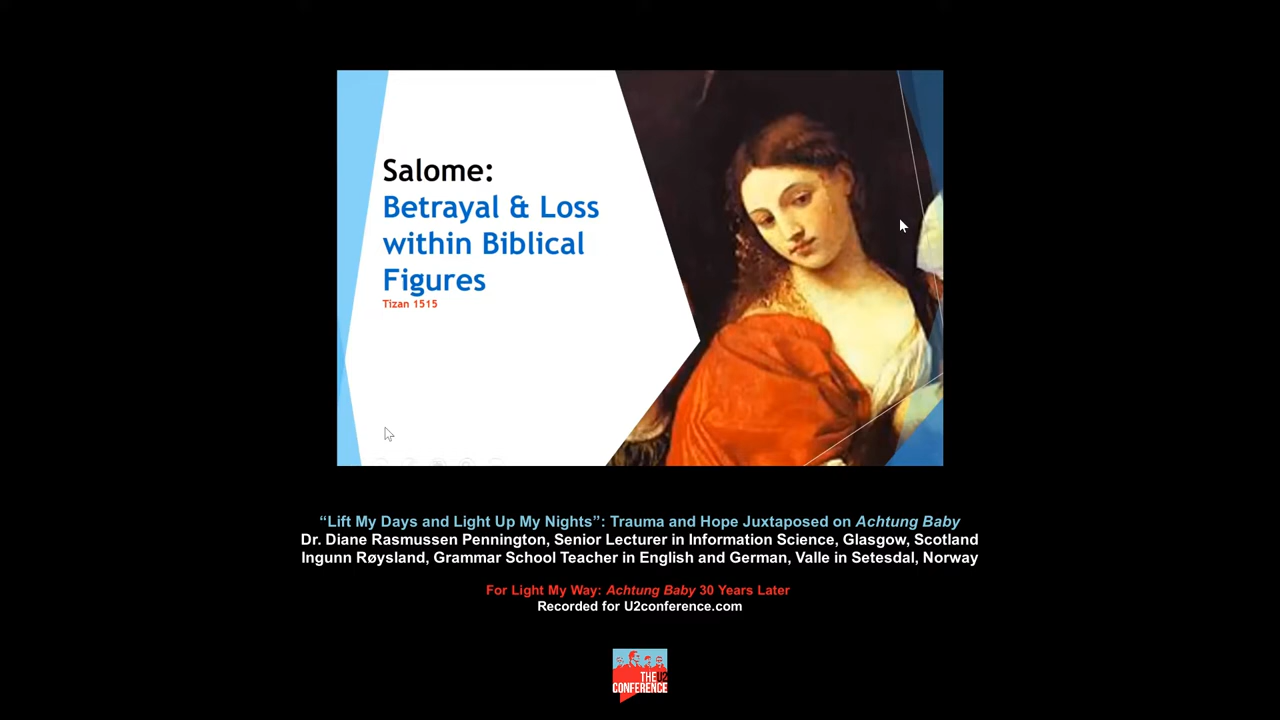 Salome:
Betrayal & Loss
within Biblical
Figures
Tizan 1515
“Lift My Days and Light Up My Nights”: Trauma and Hope Juxtaposed on Achtung Baby
Dr. Diane Rasmussen Pennington, Senior Lecturer in Information Science, Glasgow, Scotland
Ingunn Røysland, Grammar School Teacher in English and German, Valle in Setesdal, Norway
For Light My Way: Achtung Baby 30 Years Later
Recorded for U2conference.com
THE U2
CONFERENCE